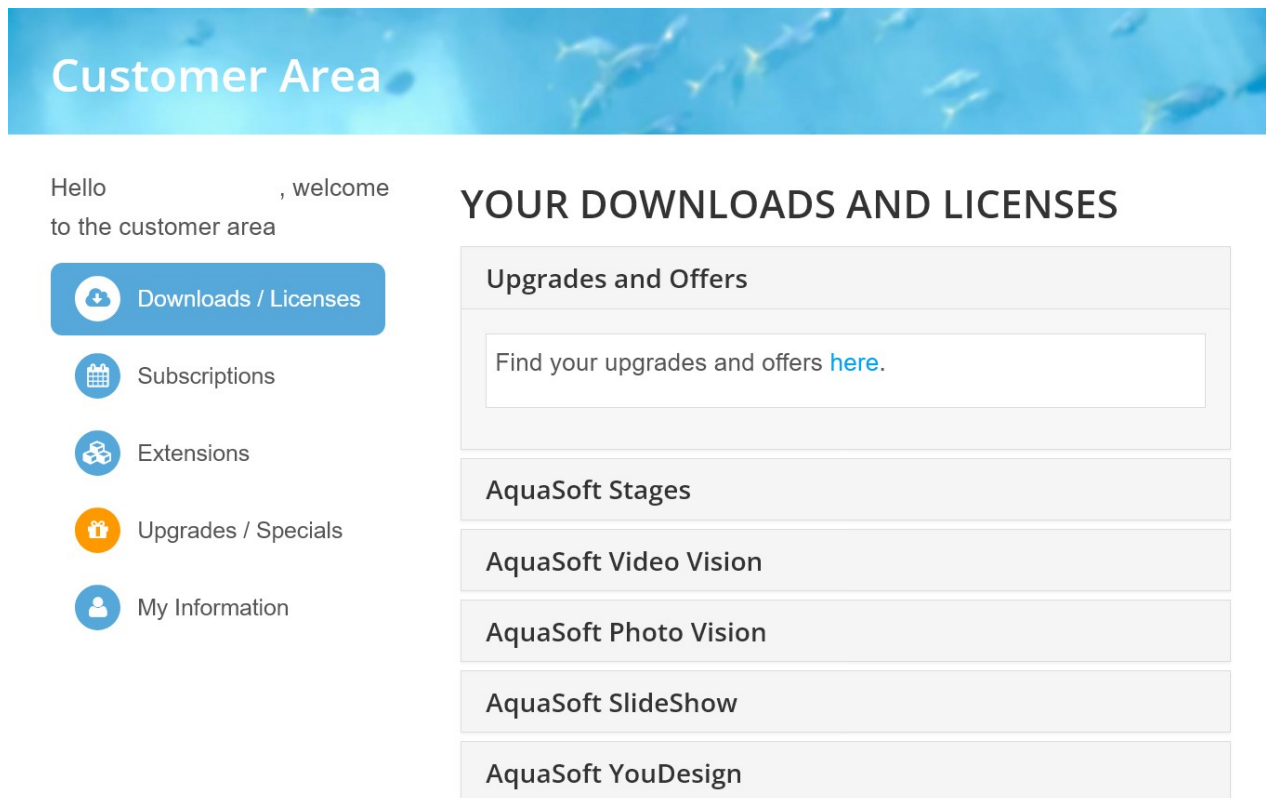 Customer Area
Hello , welcome
to the customer area
Downloads / Licenses
Subscriptions
Extensions
Upgrades / Specials
My Information
YOUR DOWNLOADS AND LICENSES
Upgrades and Offers
Find your upgrades and offers here.
AquaSoft Stages
AquaSoft Video Vision
AquaSoft Photo Vision
AquaSoft SlideShow
AquaSoft YouDesign